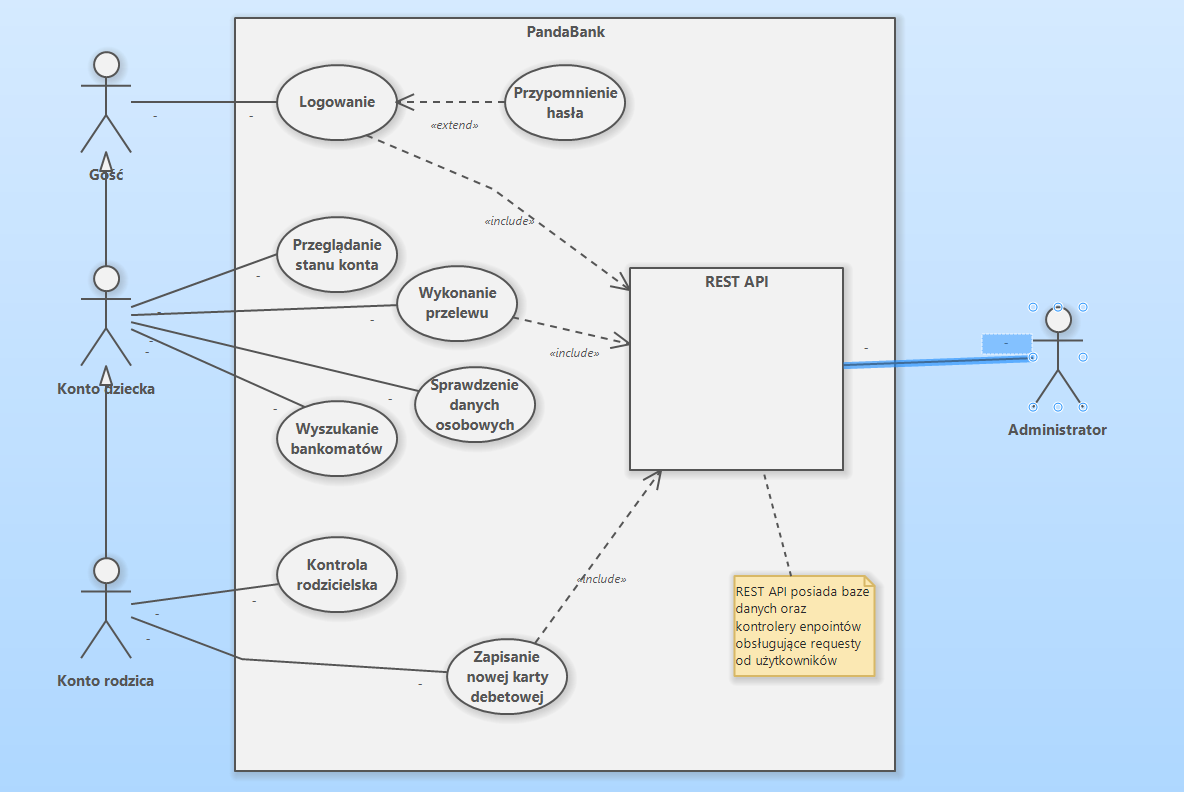 PandaBank
Logowanie
Przypomnienie
hasła
«extend»
Gość
«include»
Przeglądanie
stanu konta
REST API
Wykonanie
przelewu
«include»
Konto dziecka
Sprawdzenie
danych
osobowych
Wyszukanie
bankomatów
Administrator
Kontrola
rodzicielska
«include»
REST API posiada baze
danych oraz
kontrolery enpointów
obsługujące requesty
od użytkowników
Konto rodzica
Zapisanie
nowej karty
debetowej